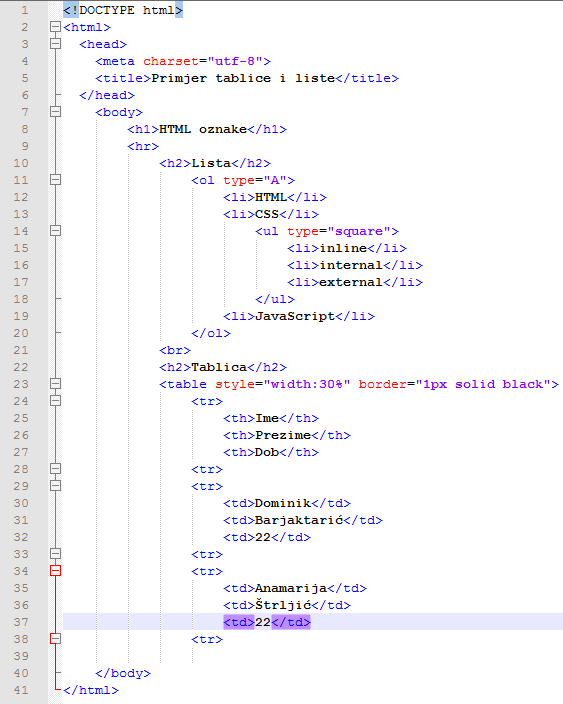 1 <!DOCTYPE html>
2 <html>
3 <head>
4 <meta charset="utf-8">
5 <title>Primjer tablice i liste</title>
6 </head>
7 <body>
8 <h1>HTML oznake</h1>
9 <hr>
10 <h2>Lista</h2>
11 <ol type="A">
12 <li>HTML</li>
13 <li>CSS</li>
14 <ul type="square">
15 <li>inline</li>
16 <li>internal</li>
17 <li>external</li>
18 </ul>
19 <li>JavaScript</li>
20 </ol>
21 <br>
22 <h2>Tablica</h2>
23 <table style="width:30%" border="1px solid black">
24 <tr>
25 <th>Ime</th>
26 <th>Prezime</th>
27 <th>Dob</th>
28 <tr>
29 <tr>
30 <td>Dominik</td>
31 <td>Barjaktarić</td>
32 <td>22</td>
33 <tr>
34 <tr>
35 <td>Anamarija</td>
36 <td>Štrljić</td>
37 <td>22</td>
38 <tr>
39
40 </body>
41 </html>